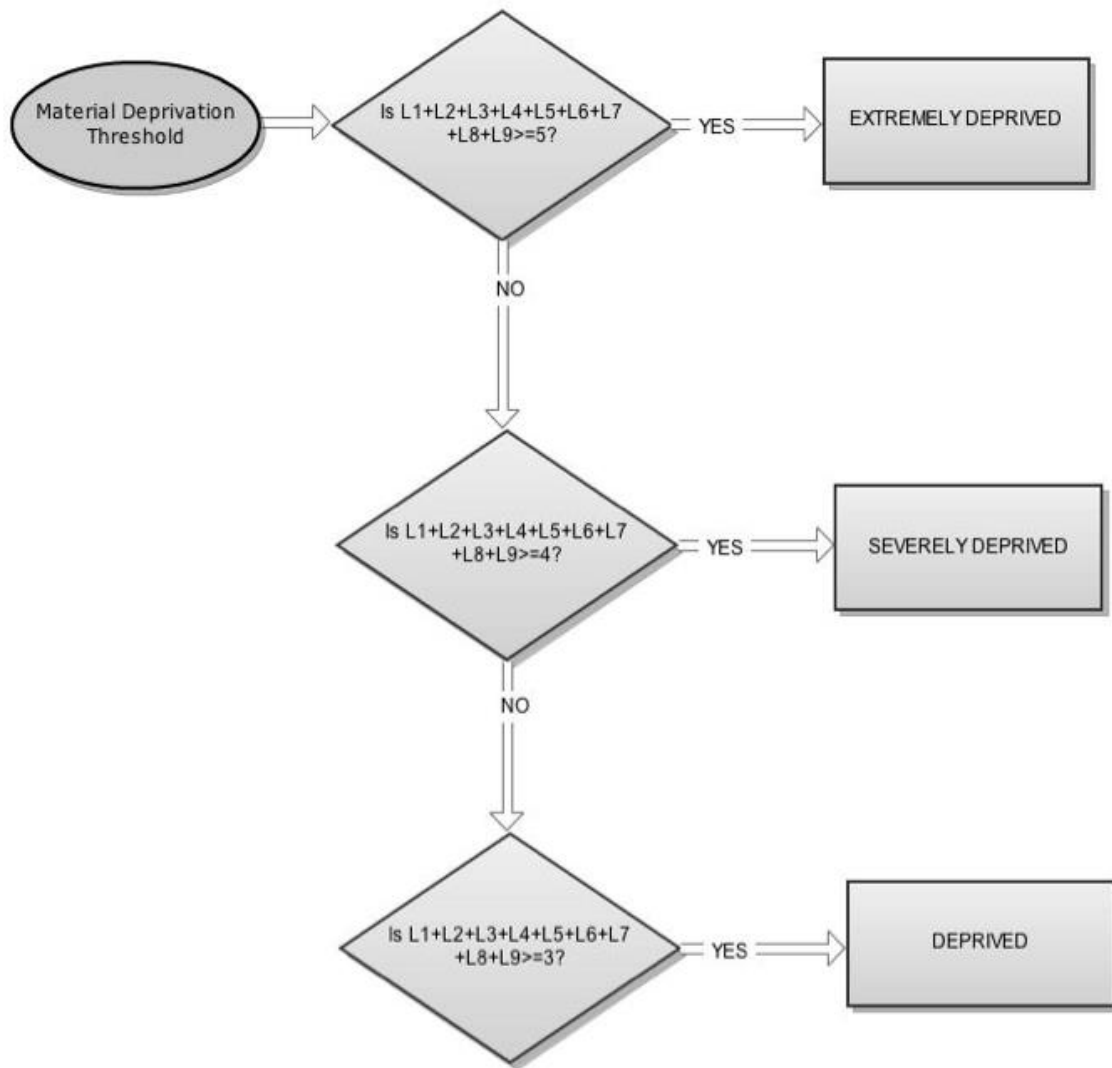 Material Deprivation
Threshold
Is L1+L2+L3+L4+L5+L6+L7
+L8+L9>=5?
YES
EXTREMELY DEPRIVED
NO
Is L1+L2+L3+L4+L5+L6+L7
+L8+L9>=4?
YES
SEVERELY DEPRIVED
NO
Is L1+L2+L3+L4+L5+L6+L7
+L8+L9>=3?
YES
DEPRIVED